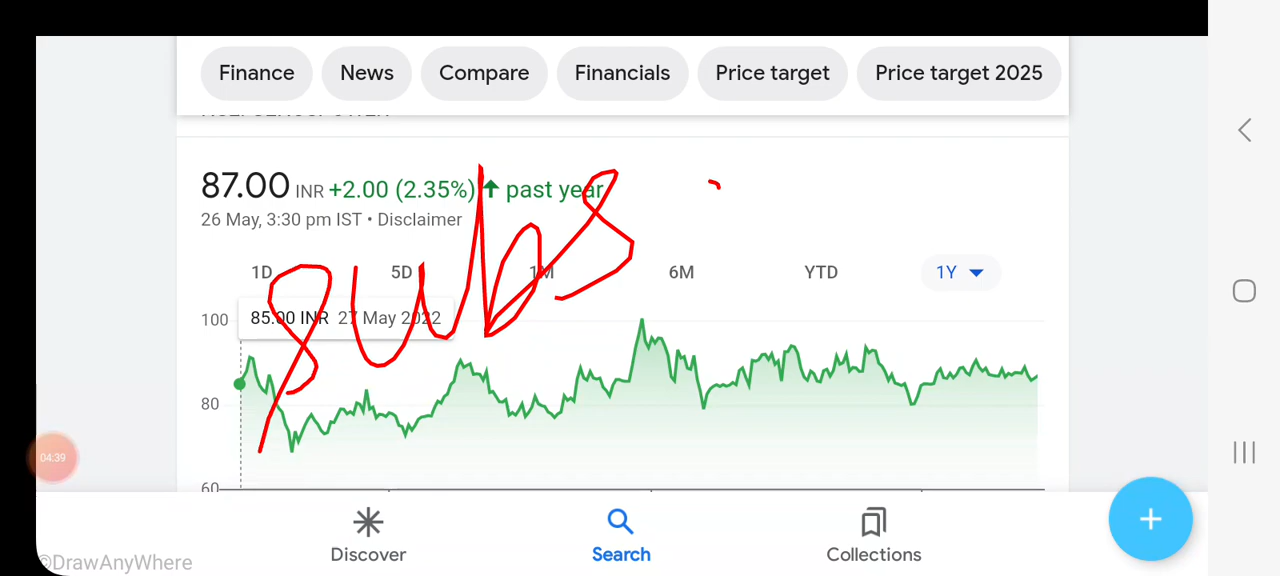 Finance News Compare Financials Price target Price target 2025
87.00 INR +2.00 (2.35%) ↑ past year
26 May, 3:30 pm IST • Disclaimer
subs
1D 5D 1M 6M YTD 1Y
85.00 INR 27 May 2022
100
80
60
04:39
Discover Search Collections
©DrawAnyWhere